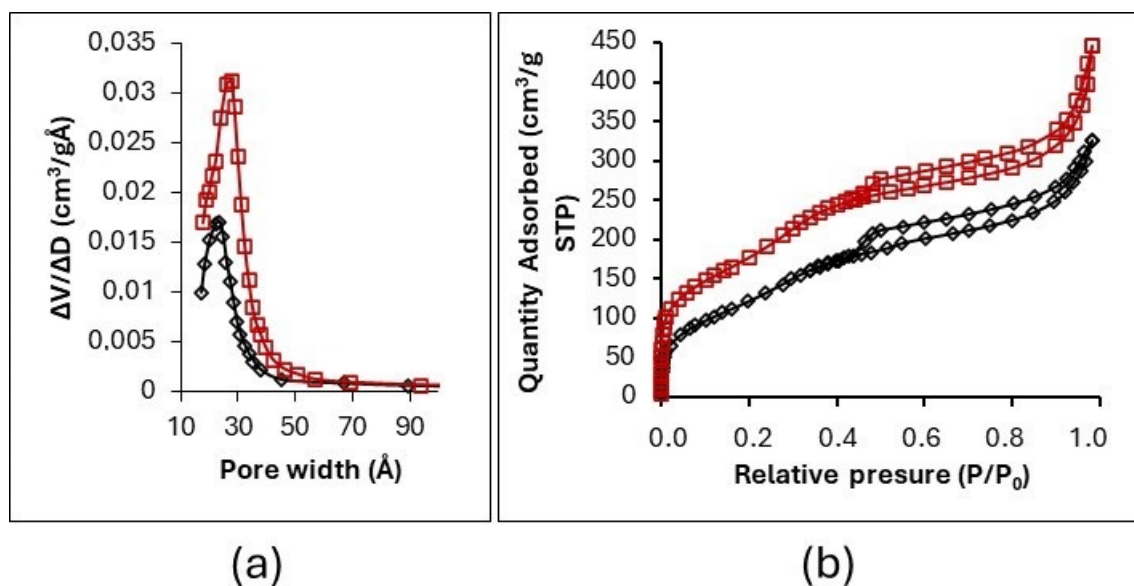 ΔV/ΔD (cm³/gÅ)
0,035
0,03
0,025
0,02
0,015
0,01
0,005
0
10 30 50 70 90
Pore width (Å)
(a)
Quantity Adsorbed (cm³/g
STP)
450
400
350
300
250
200
150
100
50
0
0.0 0.2 0.4 0.6 0.8 1.0
Relative presure (P/P₀)
(b)